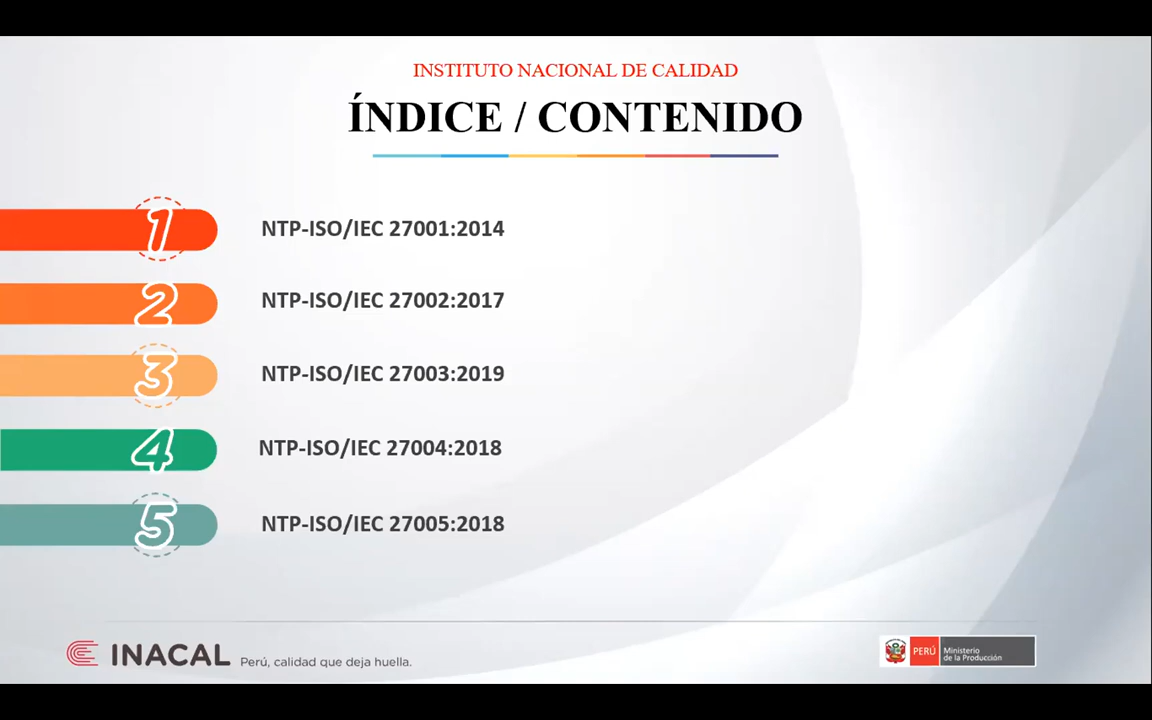 INSTITUTO NACIONAL DE CALIDAD
ÍNDICE / CONTENIDO
1 NTP-ISO/IEC 27001:2014
2 NTP-ISO/IEC 27002:2017
3 NTP-ISO/IEC 27003:2019
4 NTP-ISO/IEC 27004:2018
5 NTP-ISO/IEC 27005:2018
INACAL Perú, calidad que deja huella.
PERÚ Ministerio
de la Producción